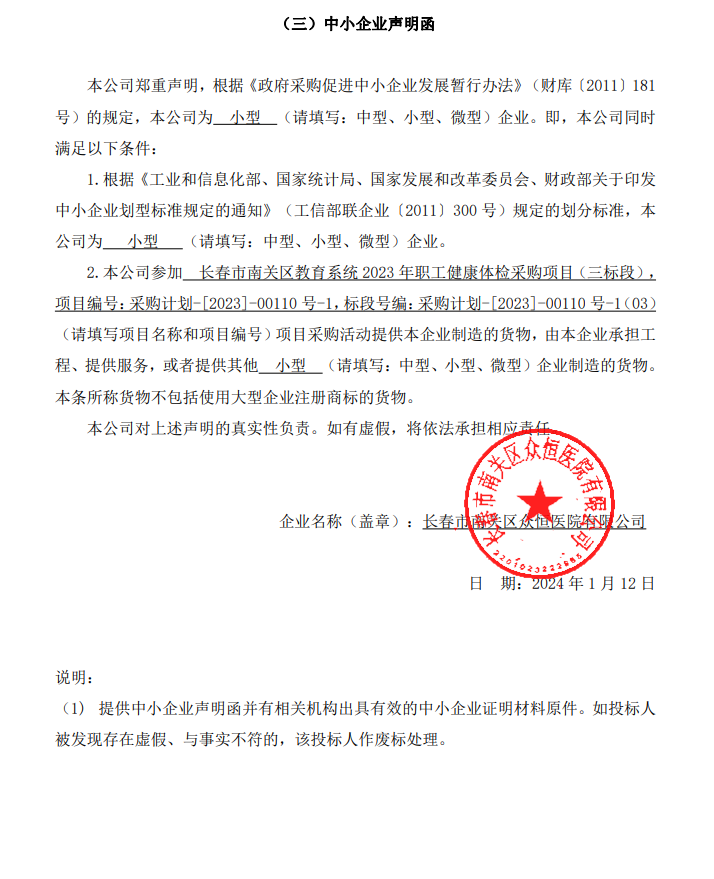 （三）中小企业声明函
本公司郑重声明，根据《政府采购促进中小企业发展暂行办法》（财库〔2011〕181
号）的规定，本公司为 小型 （请填写：中型、小型、微型）企业。即，本公司同时
满足以下条件：
1.根据《工业和信息化部、国家统计局、国家发展和改革委员会、财政部关于印发
中小企业划型标准规定的通知》（工信部联企业〔2011〕300 号）规定的划分标准，本
公司为 小型 （请填写：中型、小型、微型）企业。
2.本公司参加 长春市南关区教育系统 2023 年职工健康体检采购项目（三标段），
项目编号：采购计划-[2023]-00110 号-1，标段号编：采购计划-[2023]-00110 号-1（03）
（请填写项目名称和项目编号）项目采购活动提供本企业制造的货物，由本企业承担工
程、提供服务，或者提供其他 小型 （请填写：中型、小型、微型）企业制造的货物。
本条所称货物不包括使用大型企业注册商标的货物。
本公司对上述声明的真实性负责。如有虚假，将依法承担相应责任
长春市南关区众恒医院有限公司
企业名称（盖章）：长春市南关区众恒医院有限公司
日 期：2024 年 1 月 12 日
说明：
（1） 提供中小企业声明函并有相关机构出具有效的中小企业证明材料原件。如投标人
被发现存在虚假、与事实不符的，该投标人作废标处理。